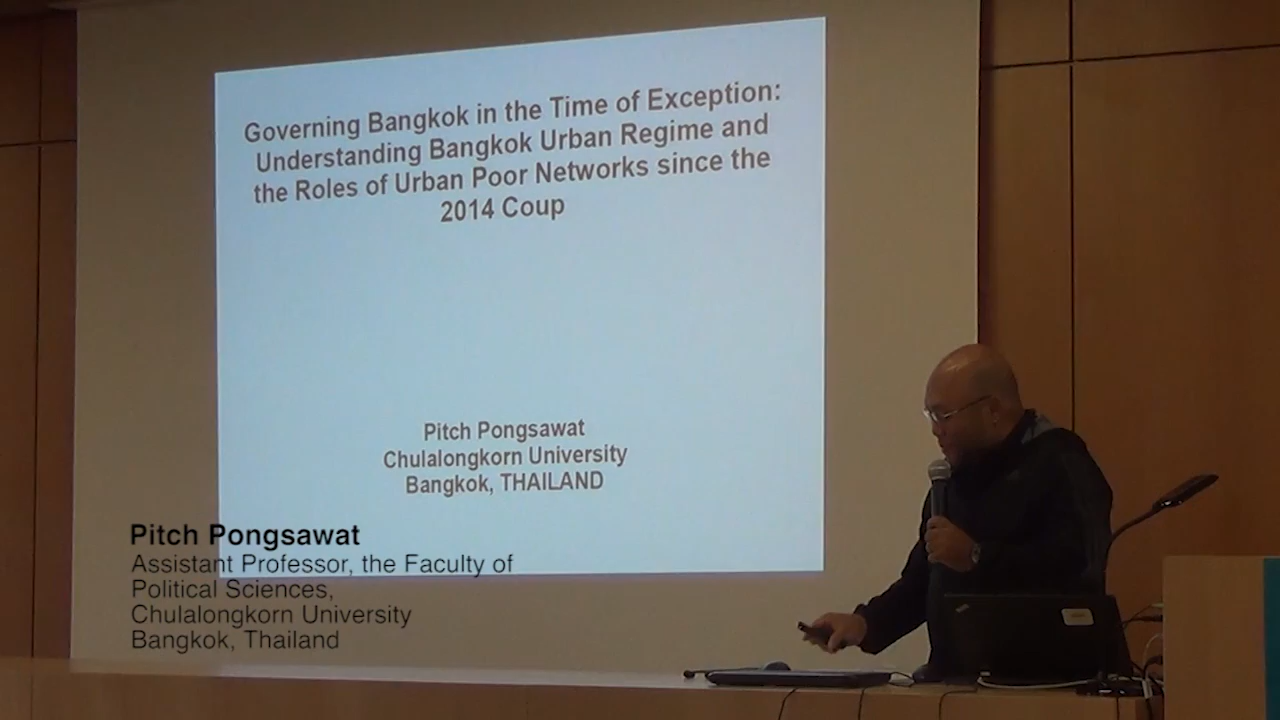 Governing Bangkok in the Time of Exception:
Understanding Bangkok Urban Regime and
the Roles of Urban Poor Networks since the
2014 Coup
Pitch Pongsawat
Chulalongkorn University
Bangkok, THAILAND
Pitch Pongsawat
Assistant Professor, the Faculty of
Political Sciences,
Chulalongkorn University
Bangkok, Thailand